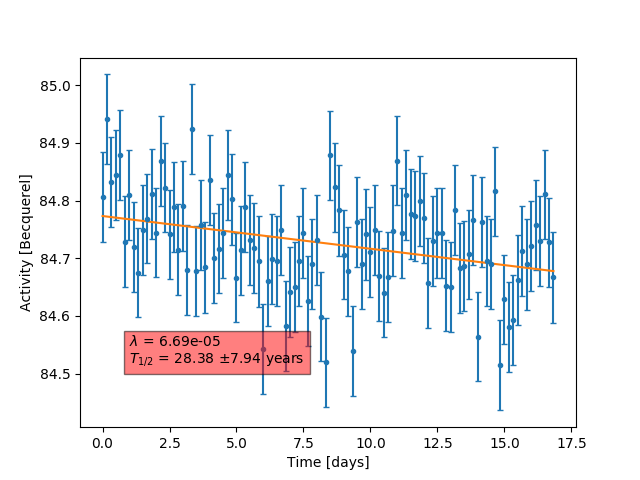 85.0
84.9
84.8
84.7
84.6
84.5
Activity [Becquerel]
λ = 6.69e-05
T1/2 = 28.38 ±7.94 years
0.0 2.5 5.0 7.5 10.0 12.5 15.0 17.5
Time [days]